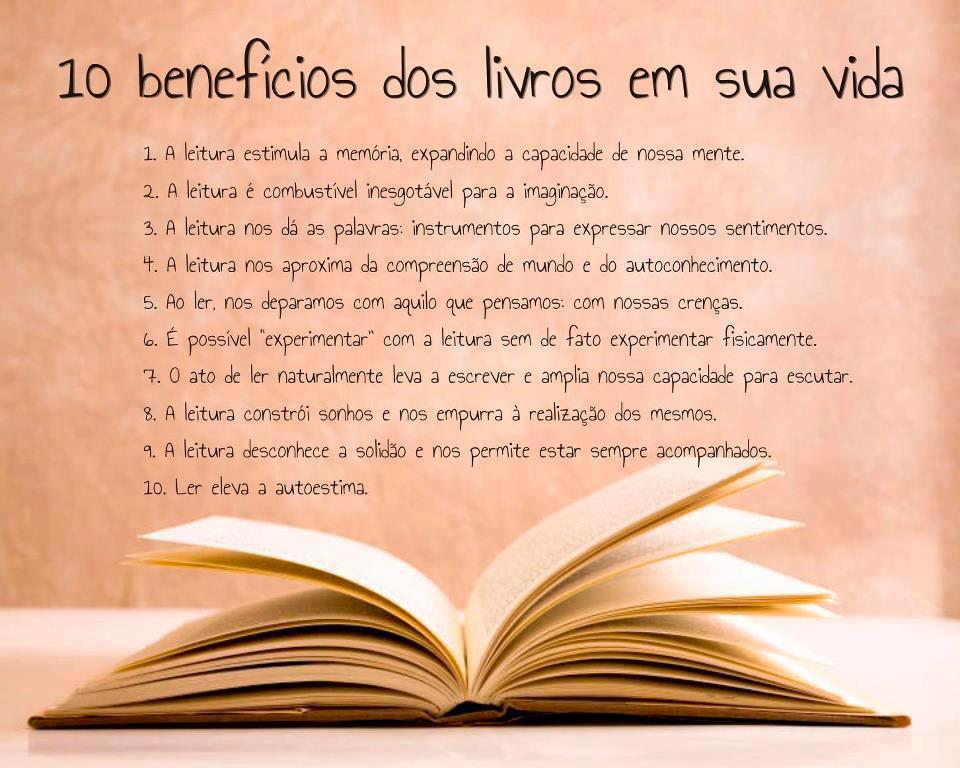 10 benefícios dos livros em sua vida
1. A leitura estimula a memória, expandindo a capacidade de nossa mente.
2. A leitura é combustível inesgotável para a imaginação.
3. A leitura nos dá as palavras: instrumentos para expressar nossos sentimentos.
4. A leitura nos aproxima da compreensão de mundo e do autoconhecimento.
5. Ao ler, nos deparamos com aquilo que pensamos: com nossas crenças.
6. É possível "experimentar" com a leitura sem de fato experimentar fisicamente.
7. O ato de ler naturalmente leva a escrever e amplia nossa capacidade para escutar.
8. A leitura constrói sonhos e nos empurra à realização dos mesmos.
9. A leitura desconhece a solidão e nos permite estar sempre acompanhados.
10. Ler eleva a autoestima.